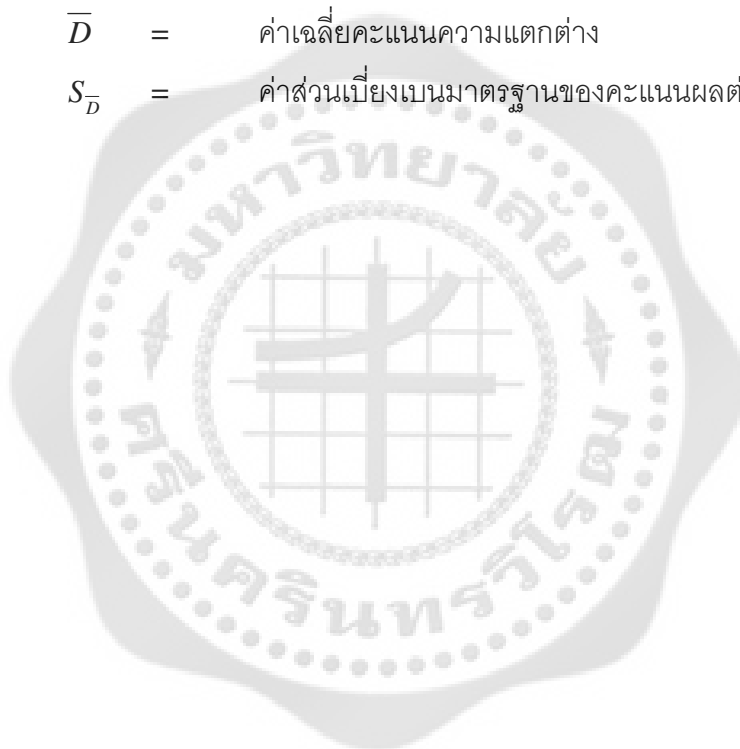 D̅ = ค่าเฉลี่ยคะแนนความแตกต่าง
S_D̅ = ค่าส่วนเบี่ยงเบนมาตรฐานของคะแนนผลต่
มหาวิทยาลัย
ศรีนครินทรวิโรฒ